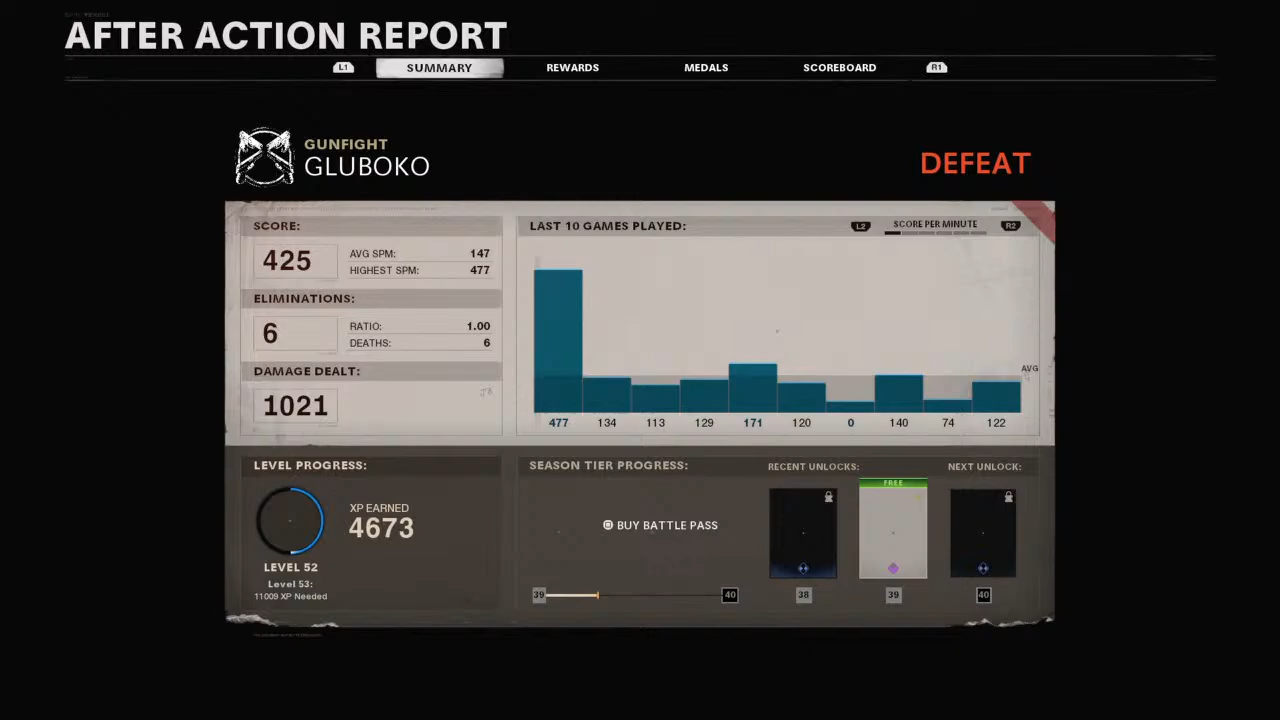 AFTER ACTION REPORT
L1 SUMMARY REWARDS MEDALS SCOREBOARD R1
GUNFIGHT
GLUBOKO
DEFEAT
SCORE:
425
AVG SPM: 147
HIGHEST SPM: 477
ELIMINATIONS:
6
RATIO: 1.00
DEATHS: 6
DAMAGE DEALT:
1021
LAST 10 GAMES PLAYED:
L2 SCORE PER MINUTE R2
AVG
477 134 113 129 171 120 0 140 74 122
LEVEL PROGRESS:
XP EARNED
4673
LEVEL 52
Level 53:
11009 XP Needed
SEASON TIER PROGRESS:
BUY BATTLE PASS
39 40
RECENT UNLOCKS:
FREE
38 39
NEXT UNLOCK:
40